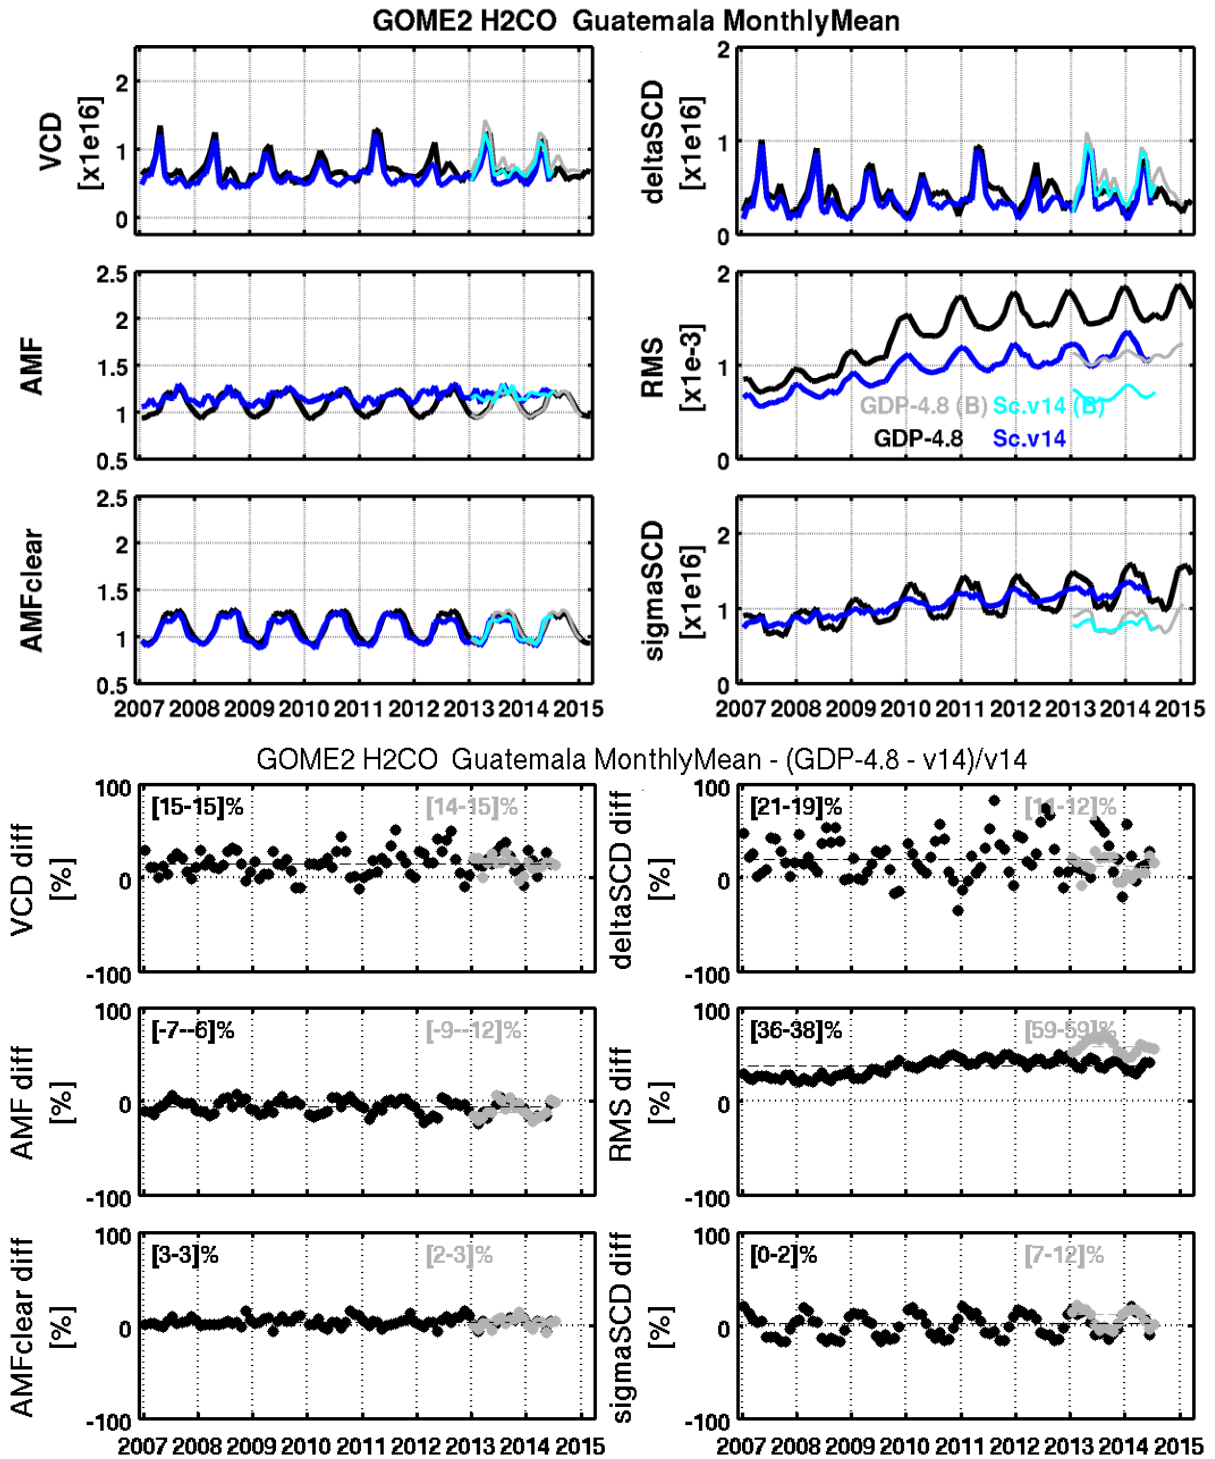 GOME2 H2CO Guatemala MonthlyMean
VCD
[x1e16]
2
1
0
deltaSCD
[x1e16]
2
1
0
AMF
2.5
2
1.5
1
0.5
RMS
[x1e-3]
2
1
0
GDP-4.8 (B) Sc.v14 (B)
GDP-4.8 Sc.v14
AMFclear
2.5
2
1.5
1
0.5
2007 2008 2009 2010 2011 2012 2013 2014 2015
sigmaSCD
[x1e16]
2
1
0
2007 2008 2009 2010 2011 2012 2013 2014 2015
GOME2 H2CO Guatemala MonthlyMean - (GDP-4.8 - v14)/v14
VCD diff
[%]
100
0
-100
[15-15]% [14-15]%
deltaSCD diff
[%]
100
0
-100
[21-19]% [11-12]%
AMF diff
[%]
100
0
-100
[-7--6]% [-9--12]%
RMS diff
[%]
100
0
-100
[36-38]% [59-59]%
AMFclear diff
[%]
100
0
-100
[3-3]% [2-3]%
2007 2008 2009 2010 2011 2012 2013 2014 2015
sigmaSCD diff
[%]
100
0
-100
[0-2]% [7-12]%
2007 2008 2009 2010 2011 2012 2013 2014 2015